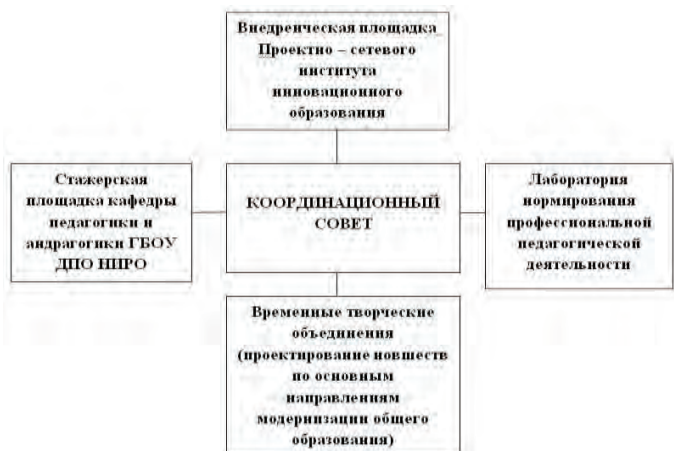 Внедренческая площадка
Проектно – сетевого
института
инновационного
образования
Стажерская
площадка кафедры
педагогики и
андрагогики ГБОУ
ДПО НИРО
КООРДИНАЦИОННЫЙ
СОВЕТ
Лаборатория
нормирования
профессиональной
педагогической
деятельности
Временные творческие
объединения
(проектирование новшеств
по основным
направлениям
модернизации общего
образования)